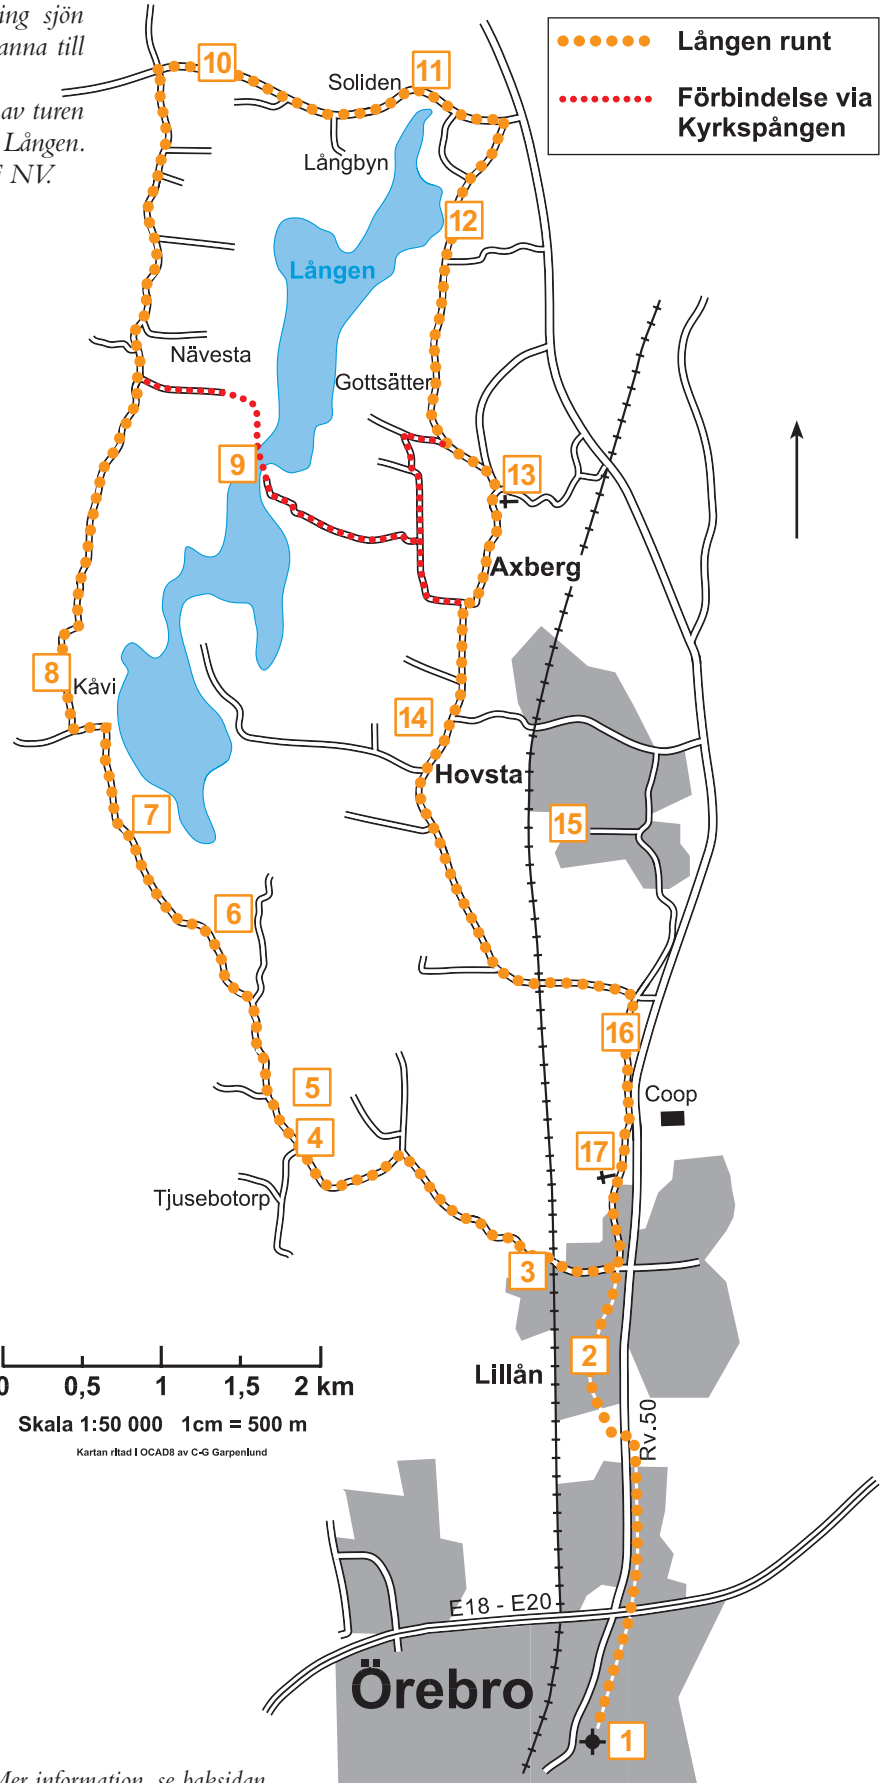 ing sjön
anna till
av turen
Lången.
NV.
Lången runt
Förbindelse via
Kyrkspången
10
11
Soliden
Långbyn
12
Lången
Nävesta
Gottsätter
9
13
Axberg
8
Kåvi
14
Hovsta
7
15
6
16
5
Coop
4
17
Tjusebotorp
3
2
Lillån
0 0,5 1 1,5 2 km
Skala 1:50 000 1cm = 500 m
Kartan ritad i OCAD8 av C-G Garpenlund
Rv.50
E18 - E20
Örebro
1
Mer information, se baksidan